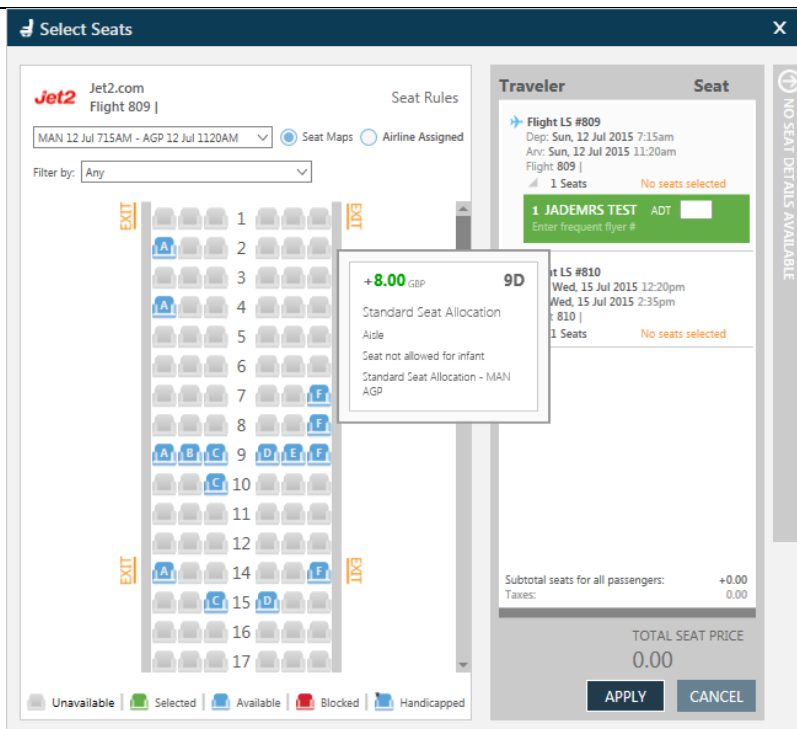 Select Seats X
Jet2 Jet2.com
Flight 809 |
Seat Rules
MAN 12 Jul 715AM - AGP 12 Jul 1120AM Seat Maps Airline Assigned
Filter by: Any
EXIT 1 EXIT
A 2
3
A 4
5
6
7 F
8 F
A B C 9 D E F
C 10
11
12
EXIT A 14 F EXIT
C 15 D
16
17
Unavailable | Selected | Available | Blocked | Handicapped
+8.00 GBP 9D
Standard Seat Allocation
Aisle
Seat not allowed for infant
Standard Seat Allocation - MAN
AGP
Traveler Seat
Flight LS #809
Dep: Sun, 12 Jul 2015 7:15am
Arv: Sun, 12 Jul 2015 11:20am
Flight 809 |
1 Seats No seats selected
1 JADEMRS TEST ADT
Enter frequent flyer #
LS #810
Wed, 15 Jul 2015 12:20pm
Wed, 15 Jul 2015 2:35pm
810 |
1 Seats No seats selected
Subtotal seats for all passengers: +0.00
Taxes: 0.00
TOTAL SEAT PRICE
0.00
APPLY CANCEL
NO SEAT DETAILS AVAILABLE